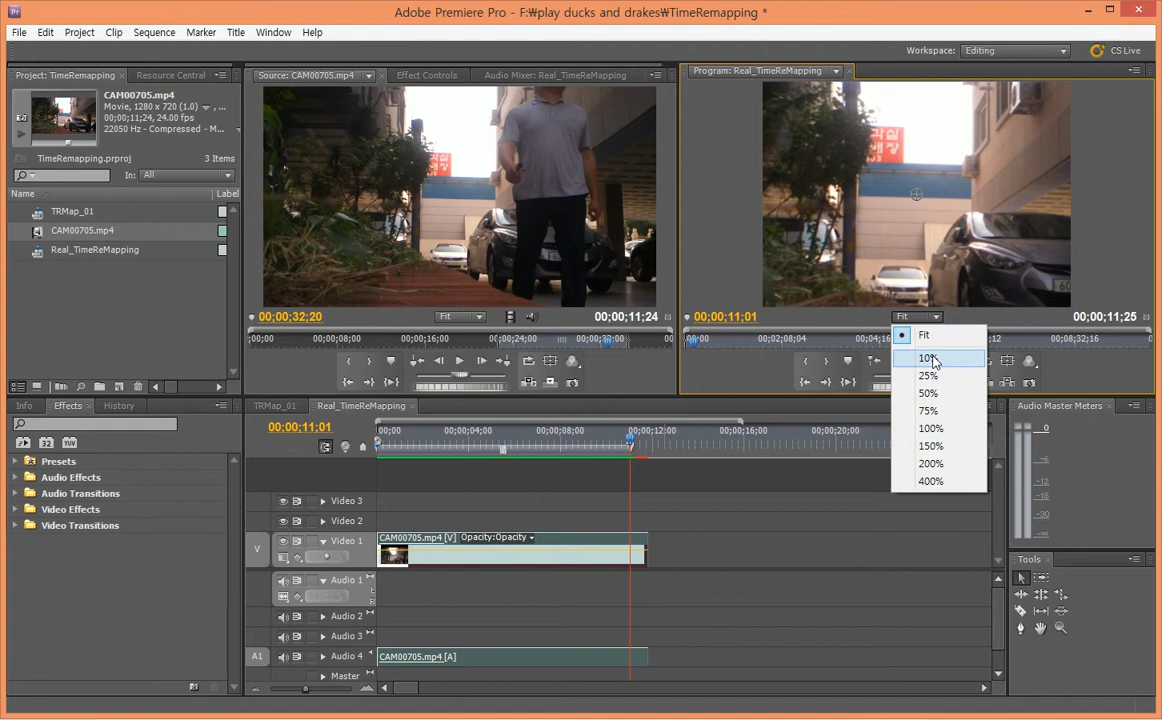 Adobe Premiere Pro - F:₩play ducks and drakes₩TimeRemapping *
File Edit Project Clip Sequence Marker Title Window Help
Workspace: Editing CS Live
Project: TimeRemapping
Resource Central
CAM00705.mp4
Movie, 1280 x 720 (1.0) , ...
00;00;11;24, 24.00 fps
22050 Hz - Compressed - M...
TimeRemapping.prproj 3 Items
In: All
Name Label
TRMap_01
CAM00705.mp4
Real_TimeReMapping
Source: CAM00705.mp4
Effect Controls
Audio Mixer: Real_TimeReMapping
00;00;32;20 Fit 00;00;11;24
;00;00 00;00;08;00 00;00;24;00 00;00;32;00 00;00
Program: Real_TimeReMapping
00;00;11;01 Fit 00;00;11;25
00;00 00;02;08;04 00;08;32;16
Fit
10%
25%
50%
75%
100%
150%
200%
400%
Info Effects History
Presets
Audio Effects
Audio Transitions
Video Effects
Video Transitions
TRMap_01 Real_TimeReMapping
00;00;11;01
00;00 00;00;04;00 00;00;08;00 00;00;12;00 00;00;16;00 00;00;20;00
Video 3
Video 2
V Video 1
CAM00705.mp4 [V] Opacity:Opacity
Audio 1
L
R
Audio 2
Audio 3
A1 Audio 4
CAM00705.mp4 [A]
Master
Audio Master Meters
0
-6
-12
-18
-30
Tools